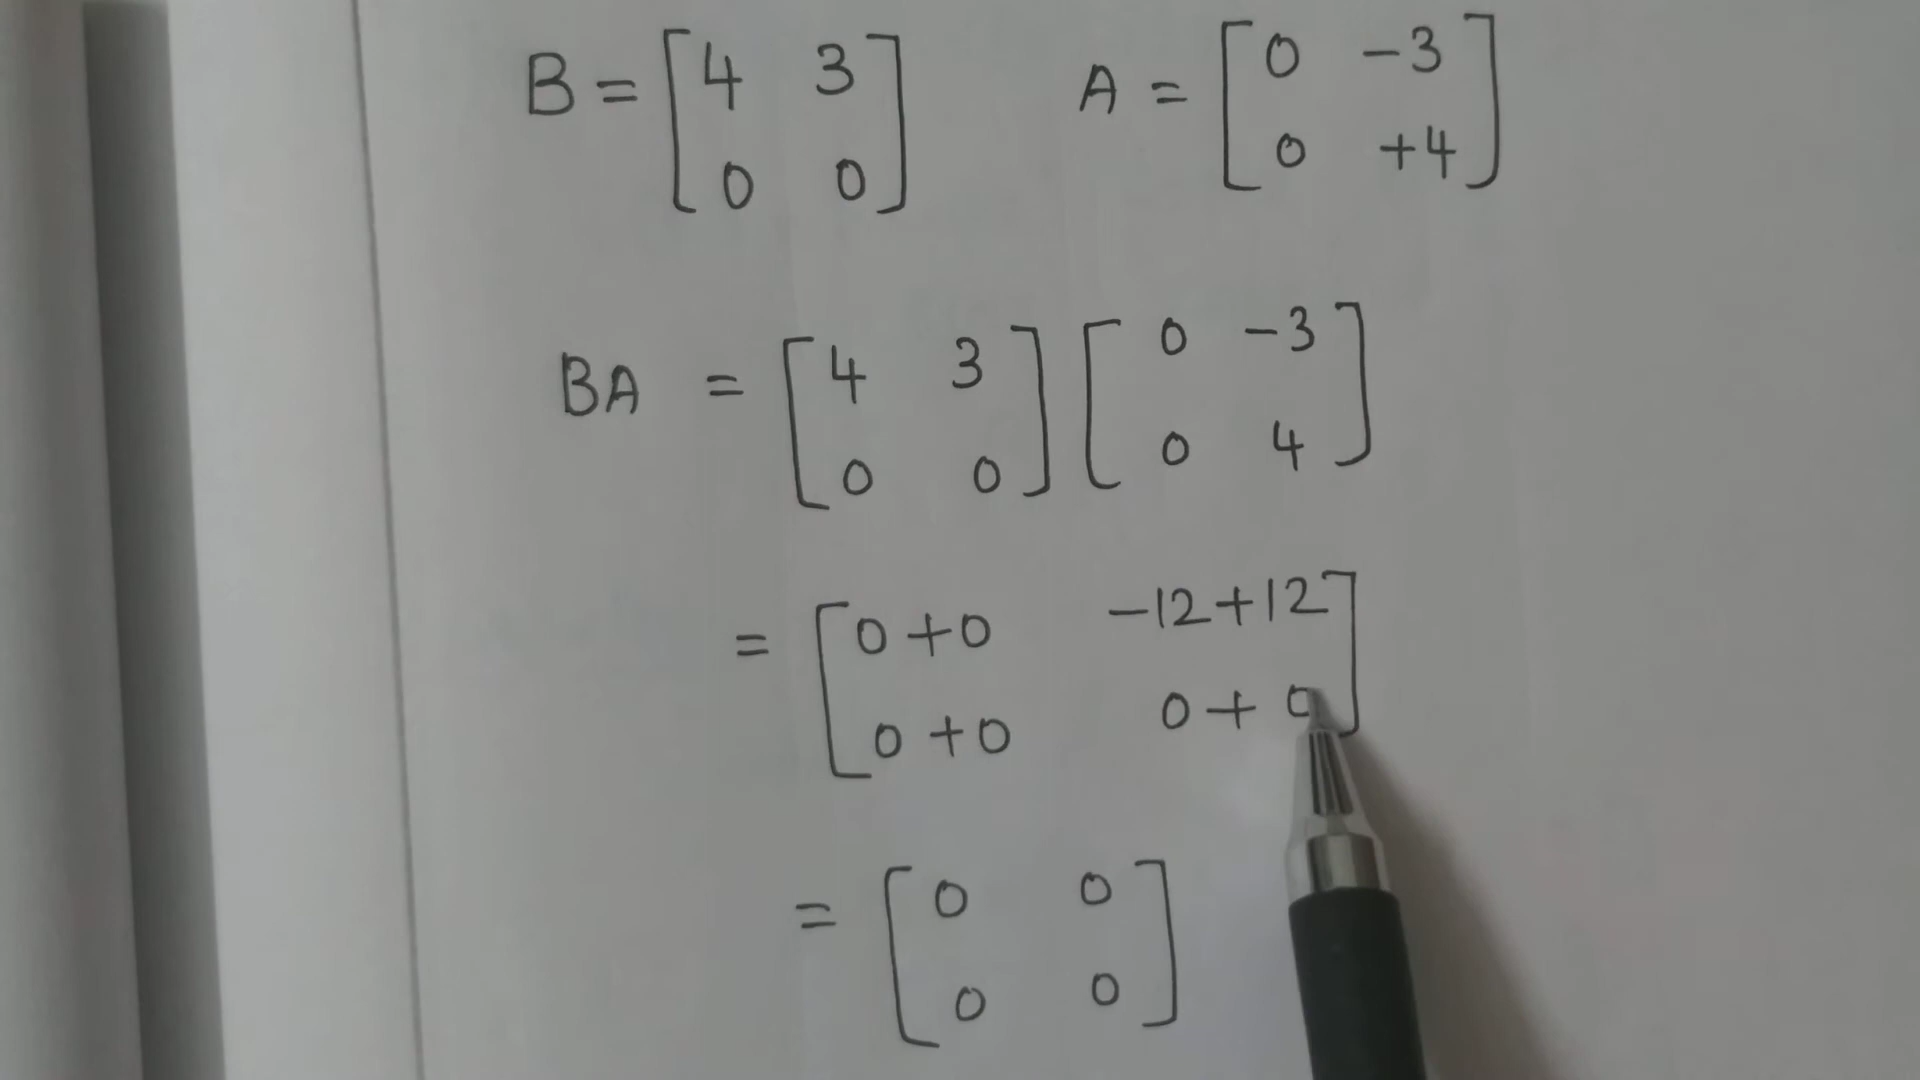 B = [4 3 A = [0 -3
0 0] 0 +4]
BA = [4 3 [0 -3
0 0] 0 4]
= [0+0 -12+12
0+0 0+0]
= [0 0
0 0]